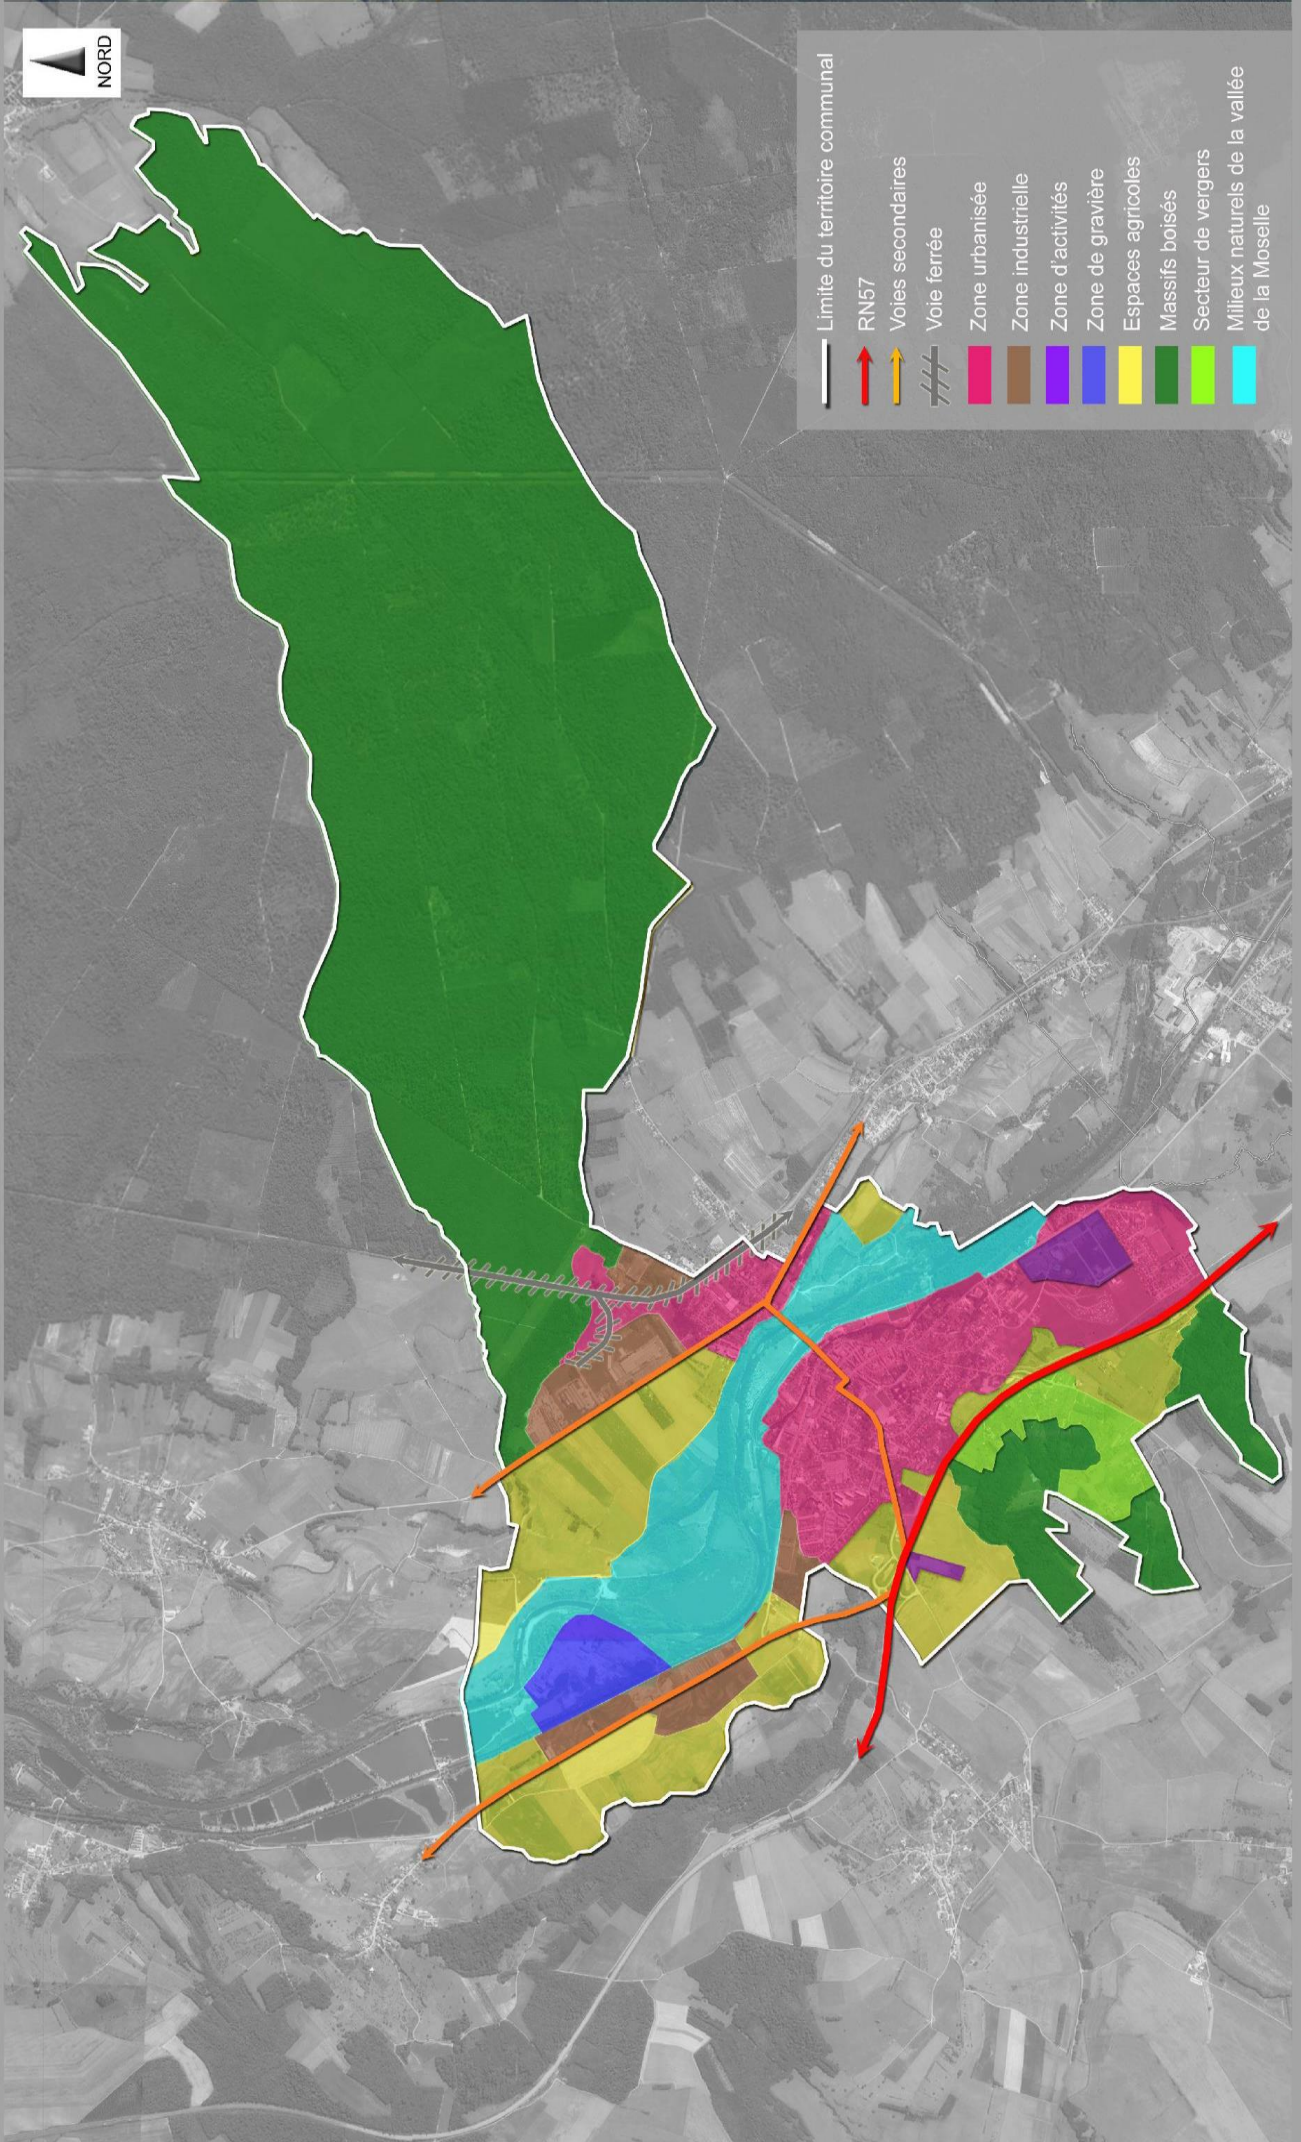 NORD
Limite du territoire communal
RN57
Voies secondaires
Voie ferrée
Zone urbanisée
Zone industrielle
Zone d'activités
Zone de gravière
Espaces agricoles
Massifs boisés
Secteur de vergers
Milieux naturels de la vallée
de la Moselle